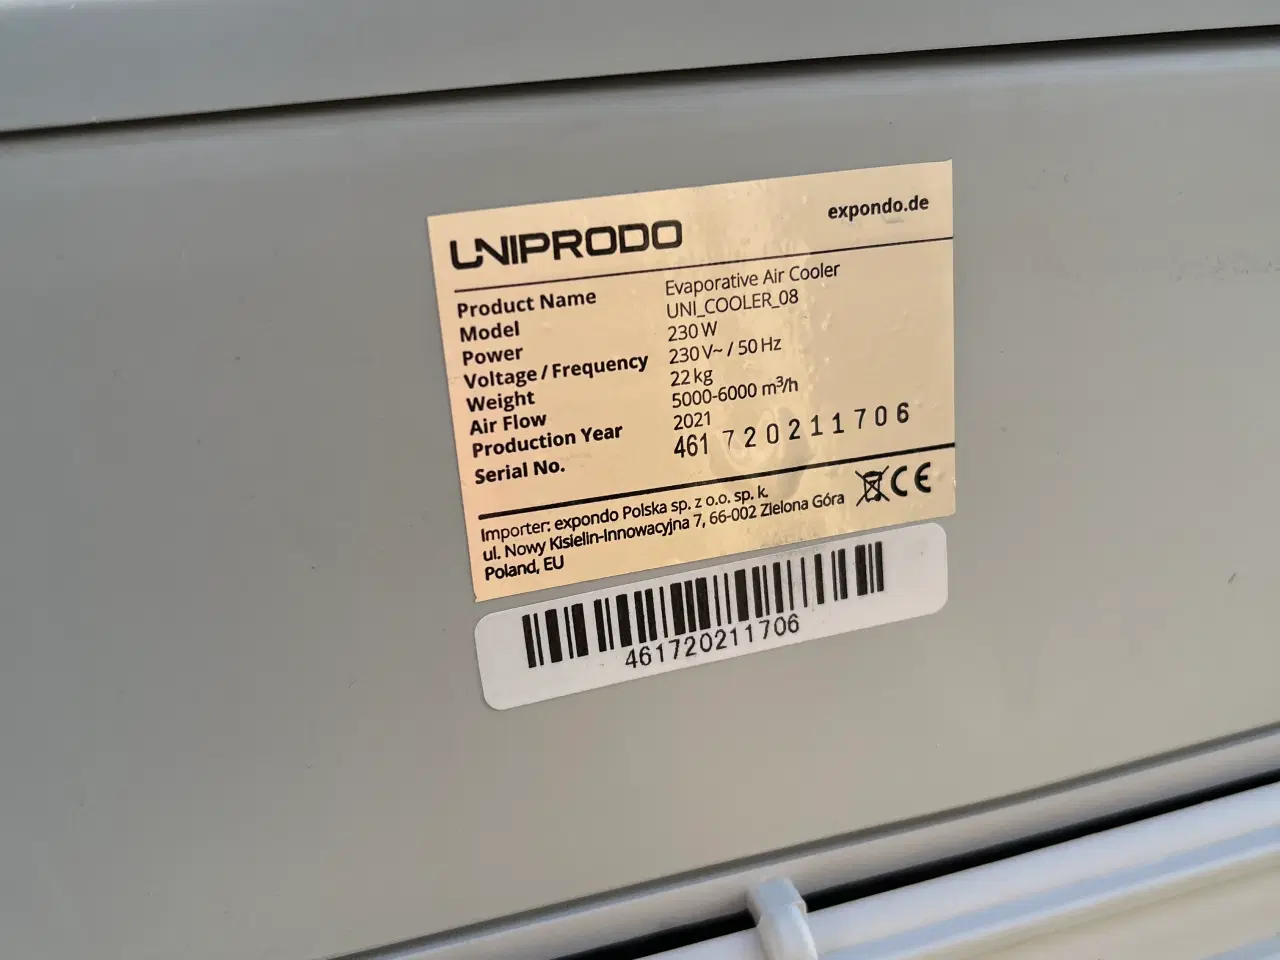 UNIPRODO
expondo.de
Product Name Evaporative Air Cooler
Model UNI_COOLER_08
Power 230 W
Voltage / Frequency 230 V~ / 50 Hz
Weight 22 kg
Air Flow 5000-6000 m³/h
Production Year 2021
Serial No. 461720211706
Importer: expondo Polska sp. z o.o. sp. k.
ul. Nowy Kisielin-Innowacyjna 7, 66-002 Zielona Góra
Poland, EU
CE
461720211706